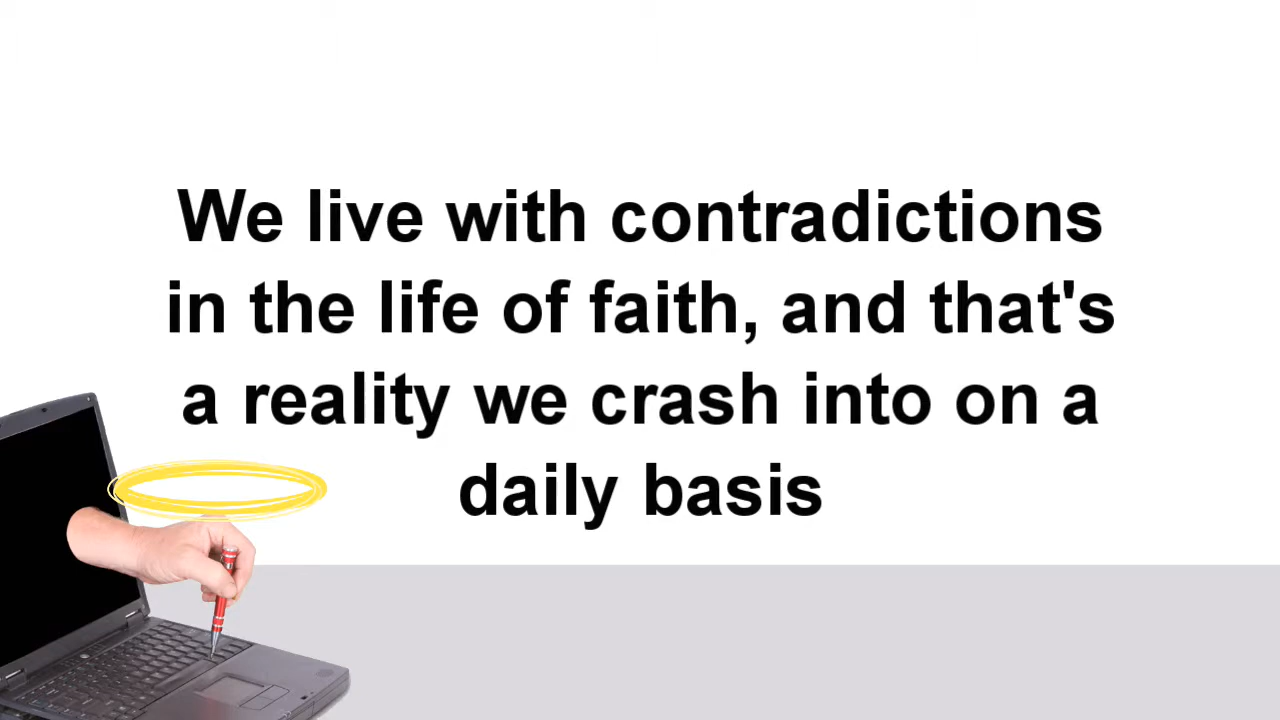 We live with contradictions
in the life of faith, and that's
a reality we crash into on a
daily basis